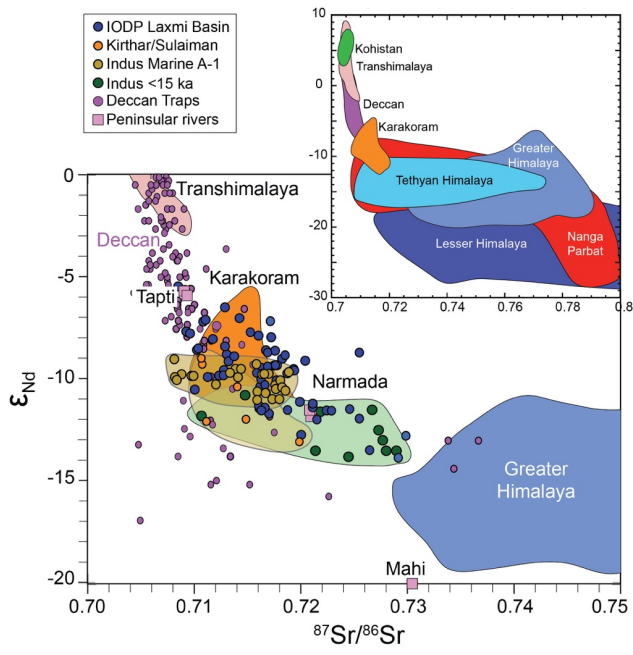 IODP Laxmi Basin
Kirthar/Sulaiman
Indus Marine A-1
Indus <15 ka
Deccan Traps
Peninsular rivers
10
0
-10
-20
-30
Kohistan
Transhimalaya
Deccan
Karakoram
Greater
Himalaya
Tethyan Himalaya
Lesser Himalaya
Nanga
Parbat
0.7
0.72
0.74
0.76
0.78
0.8
0
-5
-10
-15
-20
εNd
Transhimalaya
Deccan
Karakoram
‘Tapti
Narmada
Greater
Himalaya
Mahi
0.70
0.71
0.72
0.73
0.74
0.75
⁸⁷Sr/⁸⁶Sr